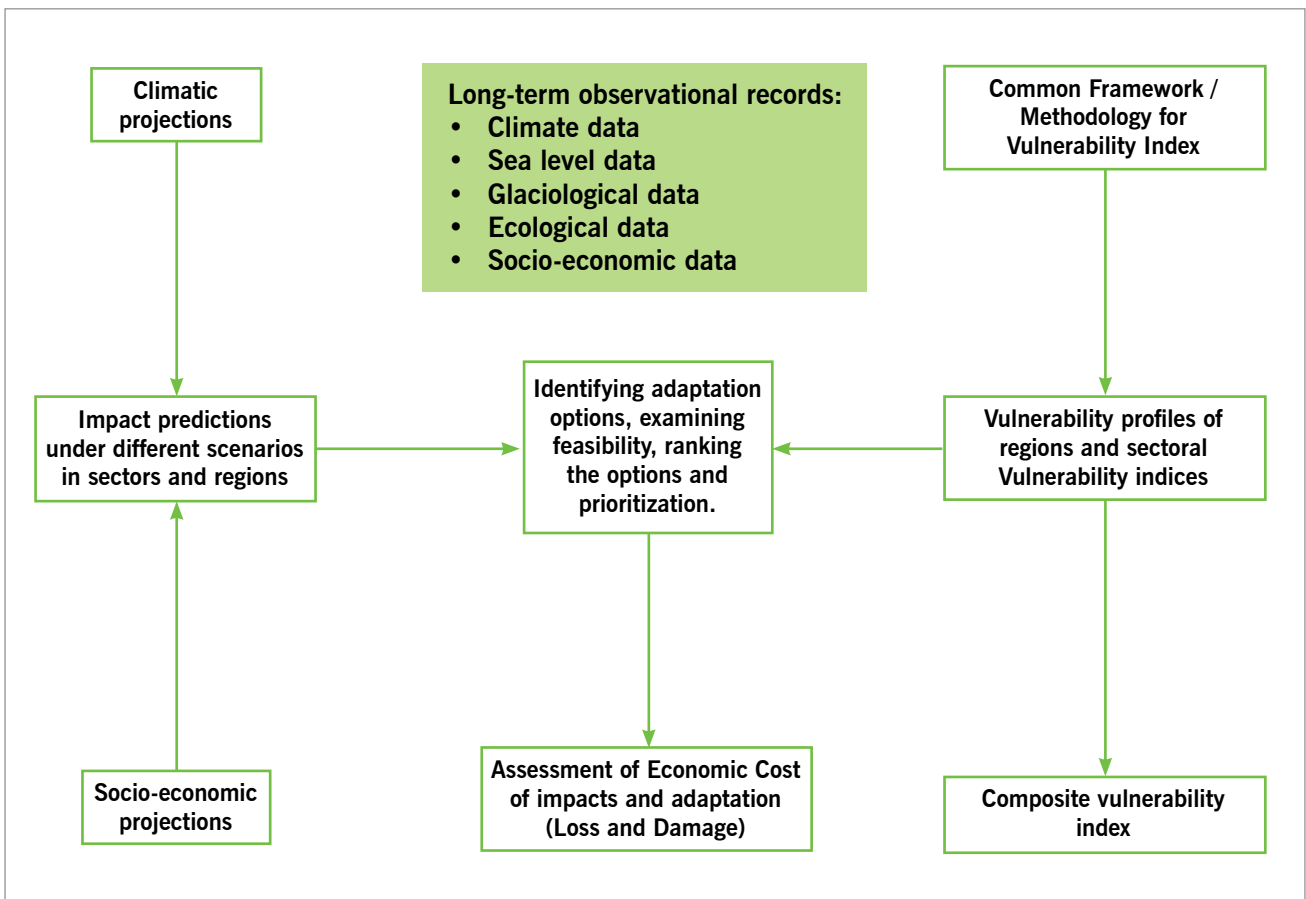 Climatic
projections
Long-term observational records:
• Climate data
• Sea level data
• Glaciological data
• Ecological data
• Socio-economic data
Common Framework /
Methodology for
Vulnerability Index
Impact predictions
under different scenarios
in sectors and regions
Identifying adaptation
options, examining
feasibility, ranking
the options and
prioritization.
Vulnerability profiles of
regions and sectoral
Vulnerability indices
Socio-economic
projections
Assessment of Economic Cost
of impacts and adaptation
(Loss and Damage)
Composite vulnerability
index